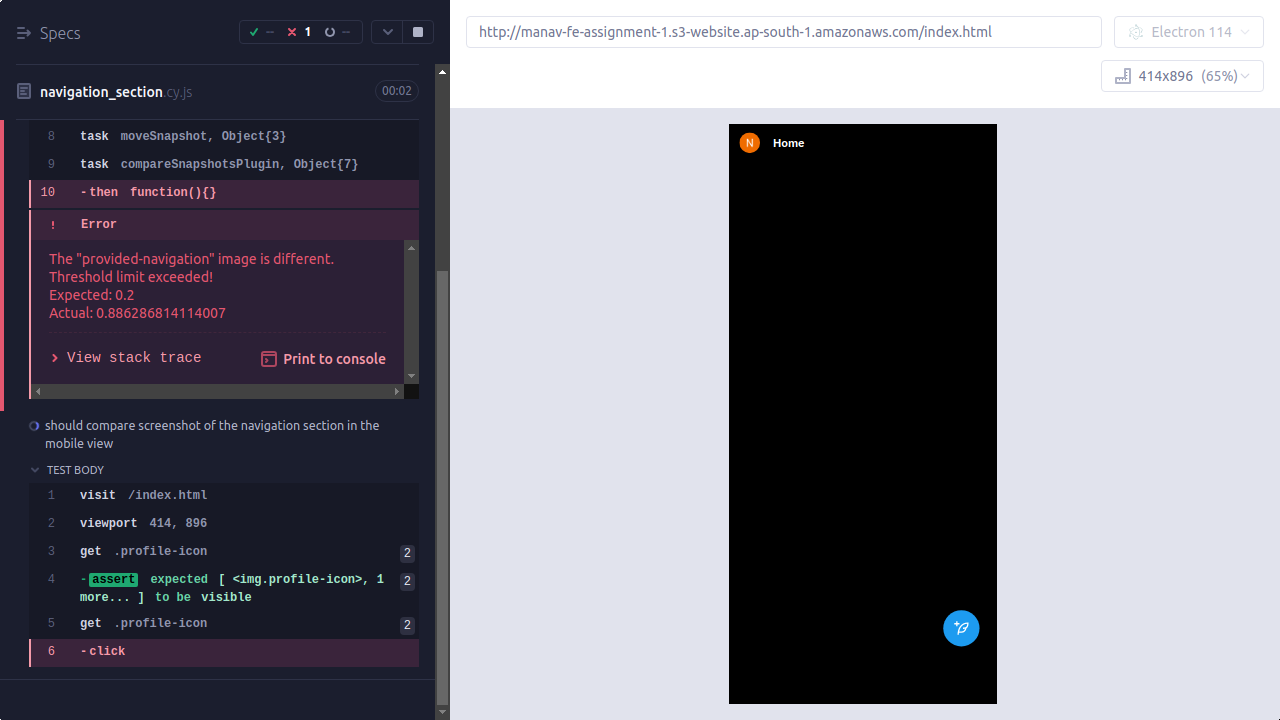 Specs
-- 1 --
navigation_section.cy.js 00:02
8 task moveSnapshot, Object{3}
9 task compareSnapshotsPlugin, Object{7}
10 -then function(){}
! Error
The "provided-navigation" image is different.
Threshold limit exceeded!
Expected: 0.2
Actual: 0.886286814114007
View stack trace Print to console
should compare screenshot of the navigation section in the
mobile view
TEST BODY
1 visit /index.html
2 viewport 414, 896
3 get .profile-icon 2
4 -assert expected [ <img.profile-icon>, 1 2
more... ] to be visible
5 get .profile-icon 2
6 -click
http://manav-fe-assignment-1.s3-website.ap-south-1.amazonaws.com/index.html
Electron 114
414x896 (65%)
N Home